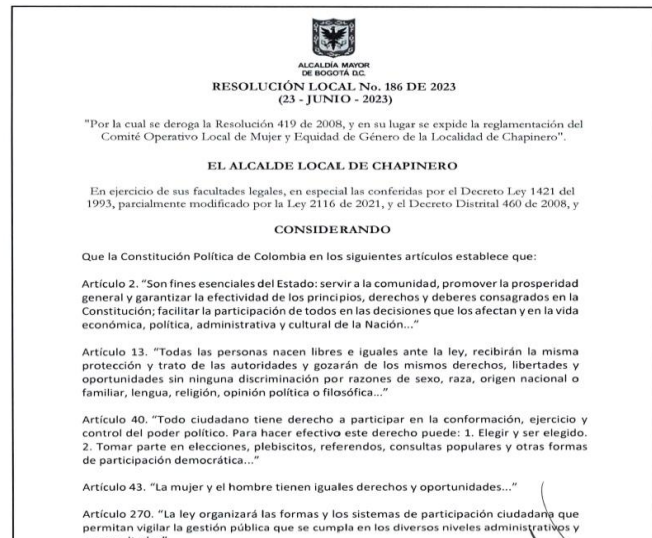 ALCALDÍA MAYOR
DE BOGOTÁ D.C.
RESOLUCIÓN LOCAL No. 186 DE 2023
(23 - JUNIO - 2023)
"Por la cual se deroga la Resolución 419 de 2008, y en su lugar se expide la reglamentación del
Comité Operativo Local de Mujer y Equidad de Género de la Localidad de Chapinero".
EL ALCALDE LOCAL DE CHAPINERO
En ejercicio de sus facultades legales, en especial las conferidas por el Decreto Ley 1421 del
1993, parcialmente modificado por la Ley 2116 de 2021, y el Decreto Distrital 460 de 2008, y
CONSIDERANDO
Que la Constitución Política de Colombia en los siguientes artículos establece que:
Artículo 2. "Son fines esenciales del Estado: servir a la comunidad, promover la prosperidad
general y garantizar la efectividad de los principios, derechos y deberes consagrados en la
Constitución; facilitar la participación de todos en las decisiones que los afectan y en la vida
económica, política, administrativa y cultural de la Nación..."
Artículo 13. "Todas las personas nacen libres e iguales ante la ley, recibirán la misma
protección y trato de las autoridades y gozarán de los mismos derechos, libertades y
oportunidades sin ninguna discriminación por razones de sexo, raza, origen nacional o
familiar, lengua, religión, opinión política o filosófica..."
Artículo 40. "Todo ciudadano tiene derecho a participar en la conformación, ejercicio y
control del poder político. Para hacer efectivo este derecho puede: 1. Elegir y ser elegido.
2. Tomar parte en elecciones, plebiscitos, referendos, consultas populares y otras formas
de participación democrática..."
Artículo 43. "La mujer y el hombre tienen iguales derechos y oportunidades..."
Artículo 270. "La ley organizará las formas y los sistemas de participación ciudadana que
permitan vigilar la gestión pública que se cumpla en los diversos niveles administrativos y